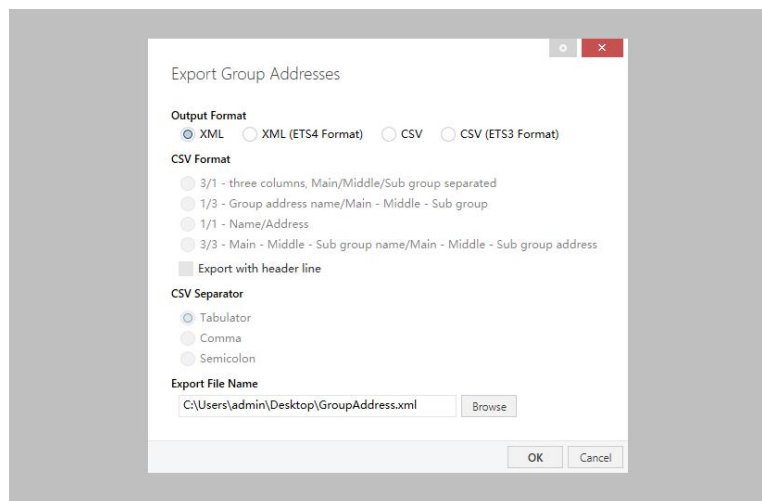 Export Group Addresses
Output Format
XML XML (ETS4 Format) CSV CSV (ETS3 Format)
CSV Format
3/1 - three columns, Main/Middle/Sub group separated
1/3 - Group address name/Main - Middle - Sub group
1/1 - Name/Address
3/3 - Main - Middle - Sub group name/Main - Middle - Sub group address
Export with header line
CSV Separator
Tabulator
Comma
Semicolon
Export File Name
C:\Users\admin\Desktop\GroupAddress.xml Browse
OK Cancel